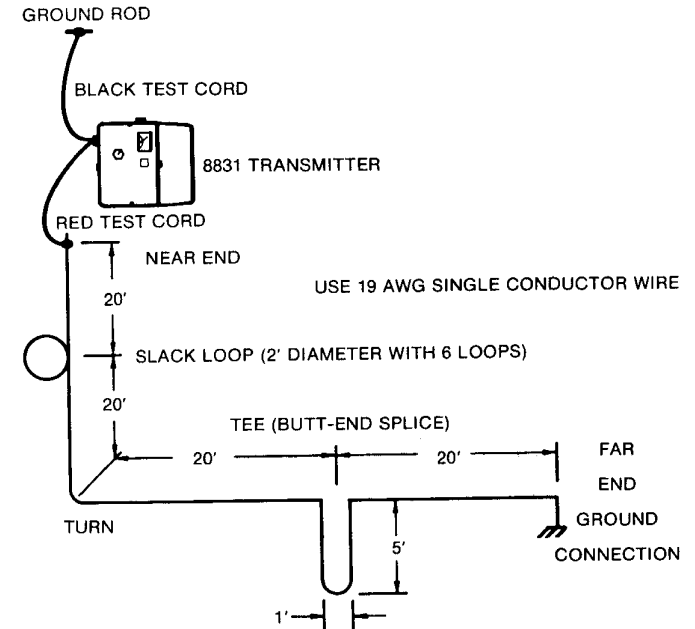 GROUND ROD
BLACK TEST CORD
8831 TRANSMITTER
RED TEST CORD
NEAR END
20'
USE 19 AWG SINGLE CONDUCTOR WIRE
SLACK LOOP (2' DIAMETER WITH 6 LOOPS)
20'
TEE (BUTT-END SPLICE)
20'
20'
FAR
END
GROUND
CONNECTION
TURN
5'
1'